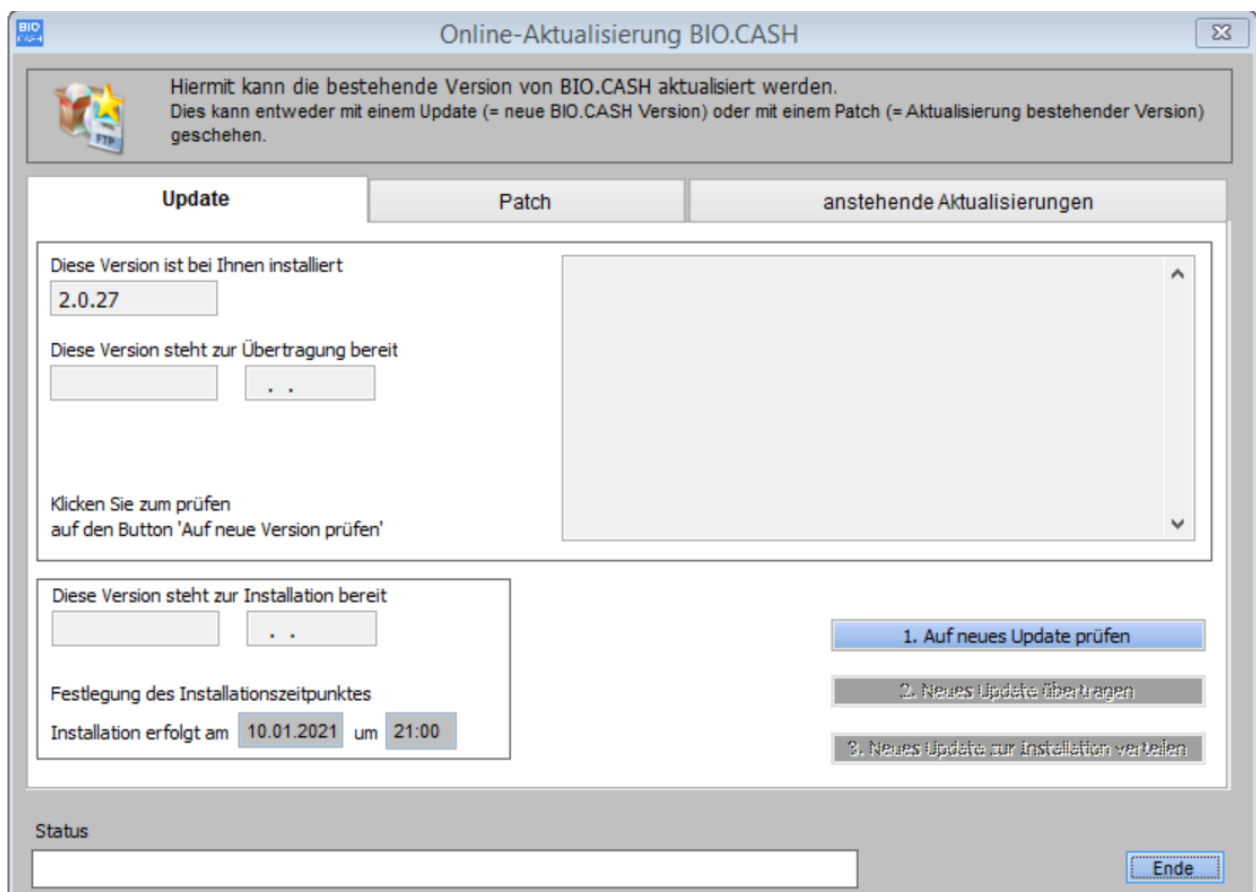 BIO
CASH
Online-Aktualisierung BIO.CASH
Hiermit kann die bestehende Version von BIO.CASH aktualisiert werden.
Dies kann entweder mit einem Update (= neue BIO.CASH Version) oder mit einem Patch (= Aktualisierung bestehender Version)
geschehen.
FTP
Update
Patch
anstehende Aktualisierungen
Diese Version ist bei Ihnen installiert
2.0.27
Diese Version steht zur Übertragung bereit
. .
Klicken Sie zum prüfen
auf den Button 'Auf neue Version prüfen'
Diese Version steht zur Installation bereit
. .
Festlegung des Installationszeitpunktes
Installation erfolgt am 10.01.2021 um 21:00
1. Auf neues Update prüfen
2. Neues Update übertragen
3. Neues Update zur Installation verteilen
Status
Ende